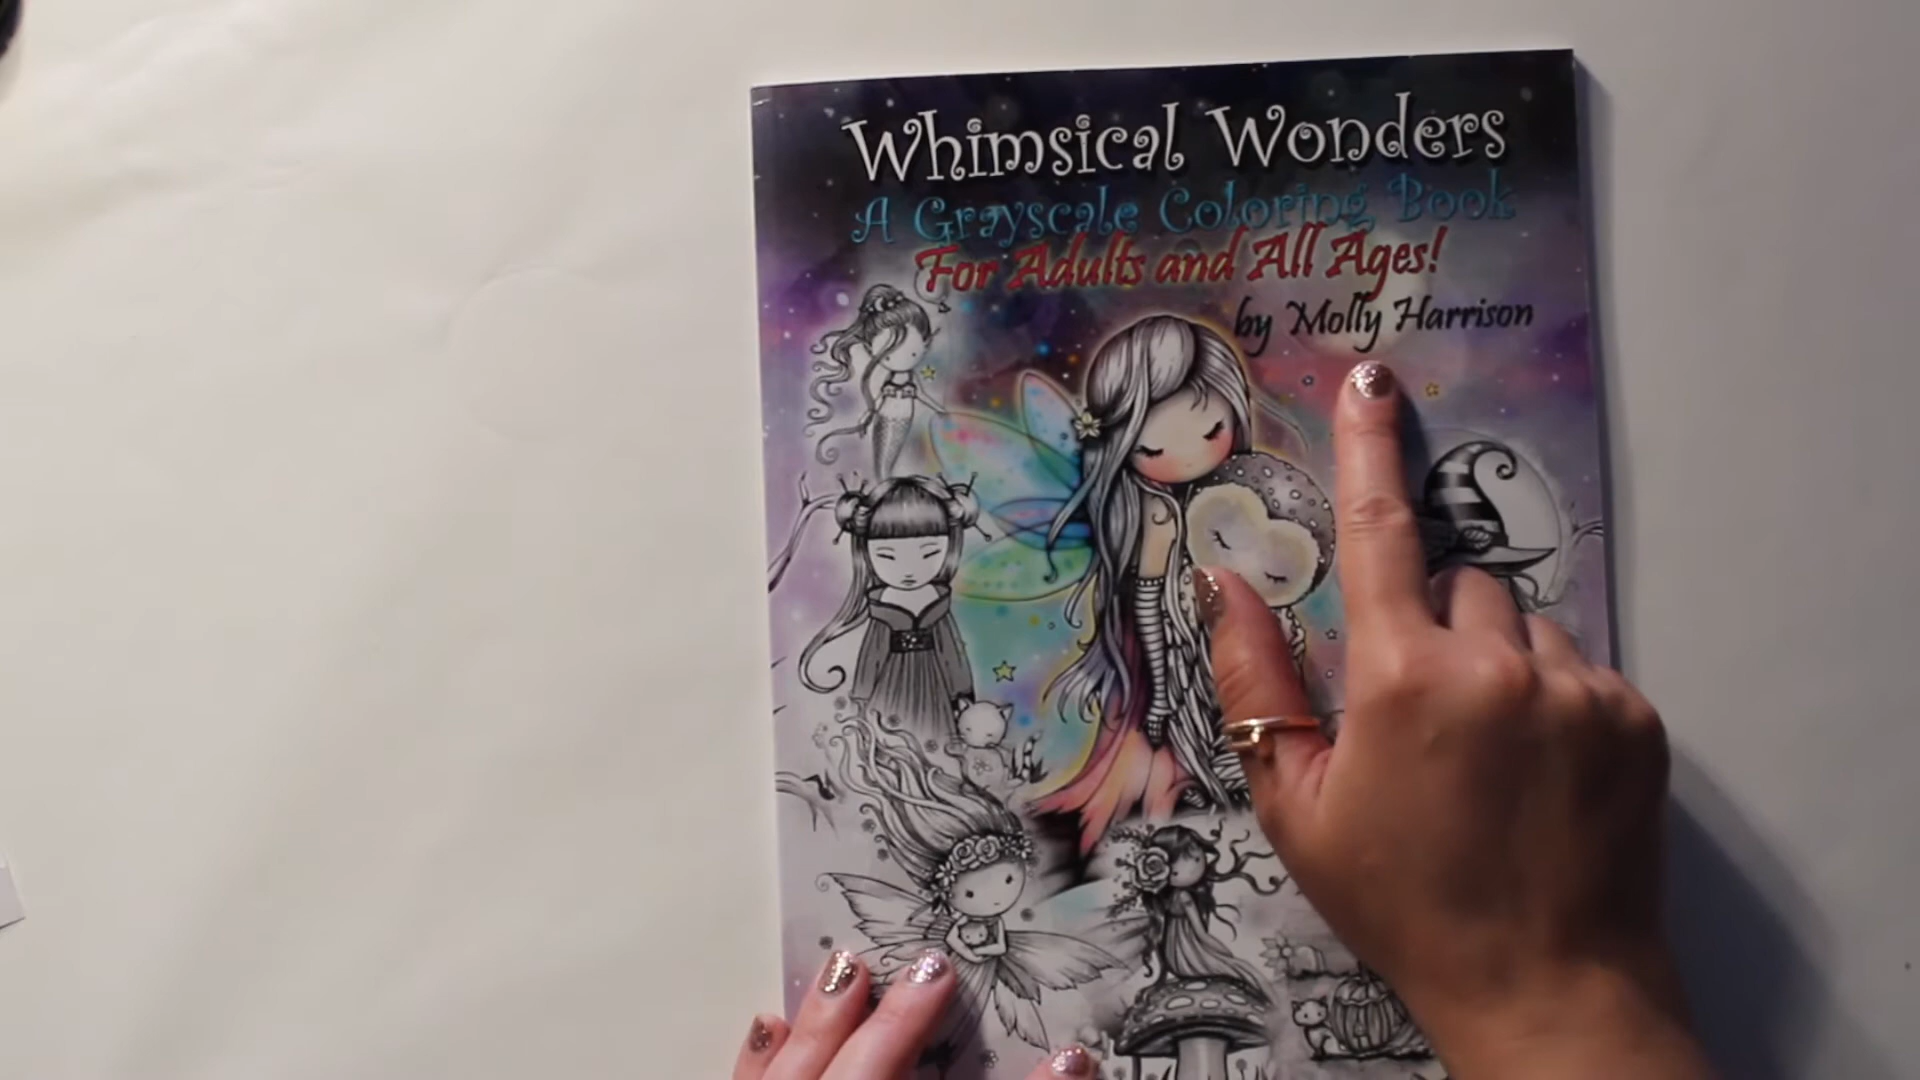 Whimsical Wonders
A Grayscale Coloring Book
For Adults and All Ages!
by Molly Harrison